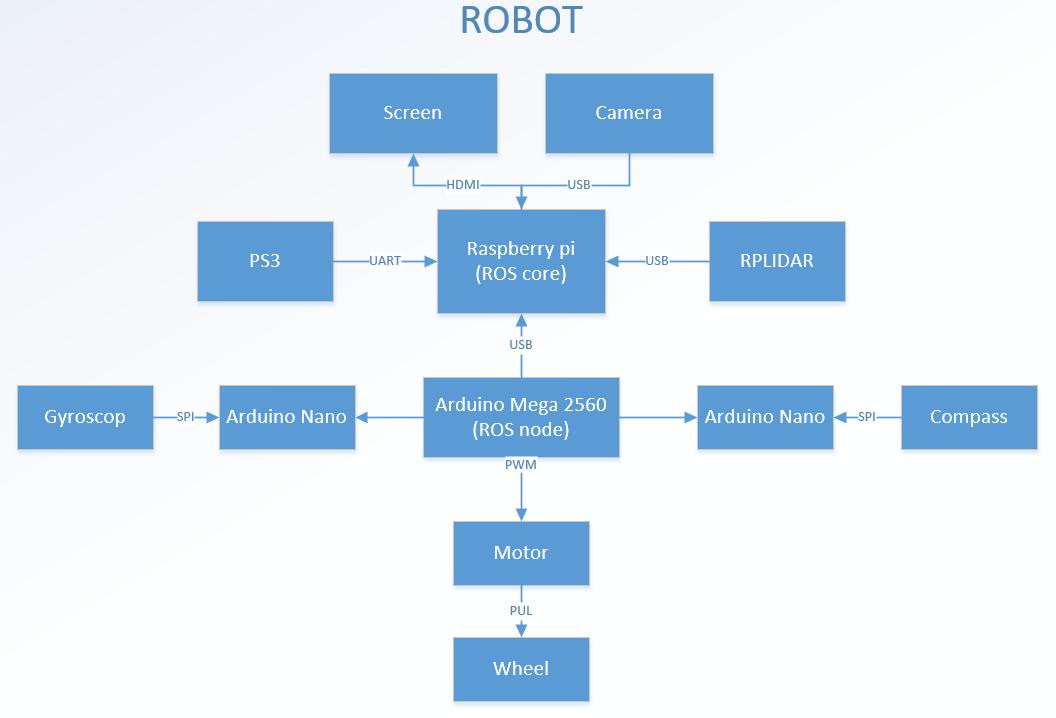 ROBOT
Screen
Camera
HDMI
USB
PS3
UART
Raspberry pi
(ROS core)
USB
RPLIDAR
USB
Gyroscop
SPI
Arduino Nano
Arduino Mega 2560
(ROS node)
Arduino Nano
SPI
Compass
PWM
Motor
PUL
Wheel